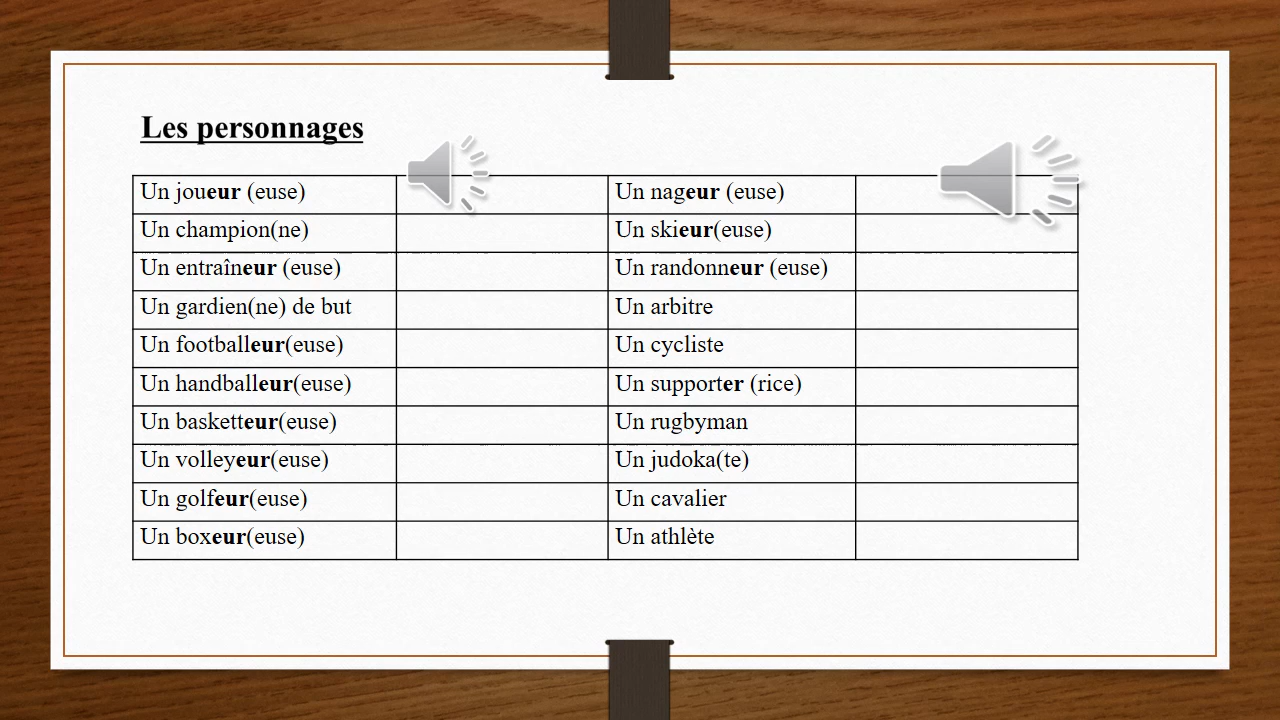 Les personnages
Un joueur (euse)
Un nageur (euse)
Un champion(ne)
Un skieur(euse)
Un entraîneur (euse)
Un randonneur (euse)
Un gardien(ne) de but
Un arbitre
Un footballeur(euse)
Un cycliste
Un handballeur(euse)
Un supporter (rice)
Un basketteur(euse)
Un rugbyman
Un volleyeur(euse)
Un judoka(te)
Un golfeur(euse)
Un cavalier
Un boxeur(euse)
Un athlète